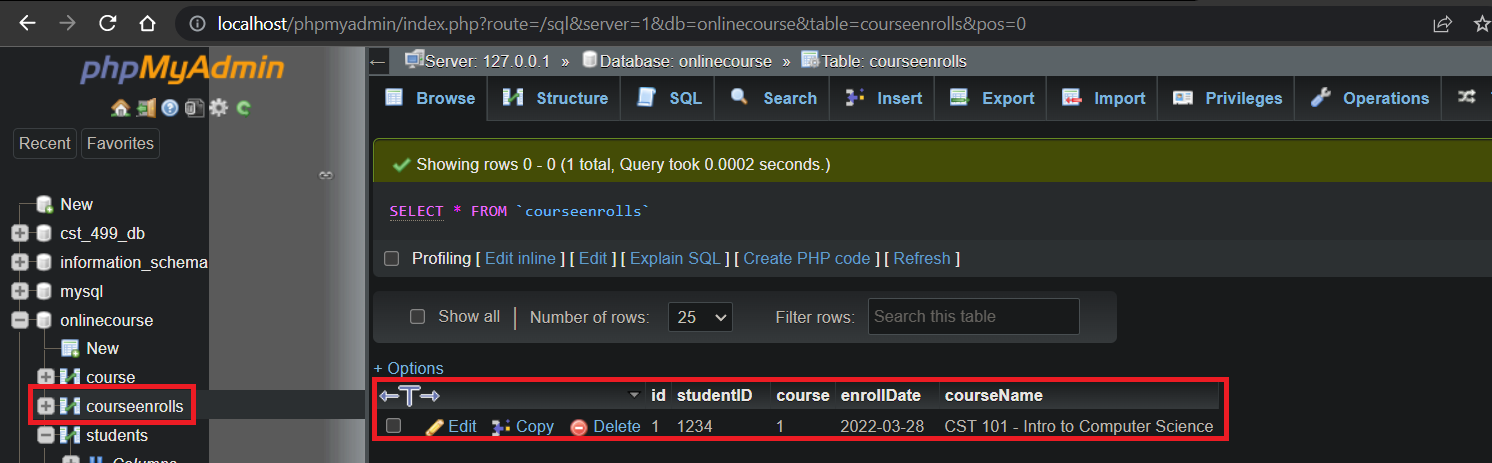 localhost/phpmyadmin/index.php?route=/sql&server=1&db=onlinecourse&table=courseenrolls&pos=0
phpMyAdmin
Recent Favorites
New
cst_499_db
information_schema
mysql
onlinecourse
New
course
courseenrolls
students
Columns
Server: 127.0.0.1 » Database: onlinecourse » Table: courseenrolls
Browse Structure SQL Search Insert Export Import Privileges Operations
Showing rows 0 - 0 (1 total, Query took 0.0002 seconds.)
SELECT * FROM `courseenrolls`
Profiling [ Edit inline ] [ Edit ] [ Explain SQL ] [ Create PHP code ] [ Refresh ]
Show all | Number of rows: 25 Filter rows: Search this table
+ Options
←T→ id studentID course enrollDate courseName
Edit Copy Delete 1 1234 1 2022-03-28 CST 101 - Intro to Computer Science